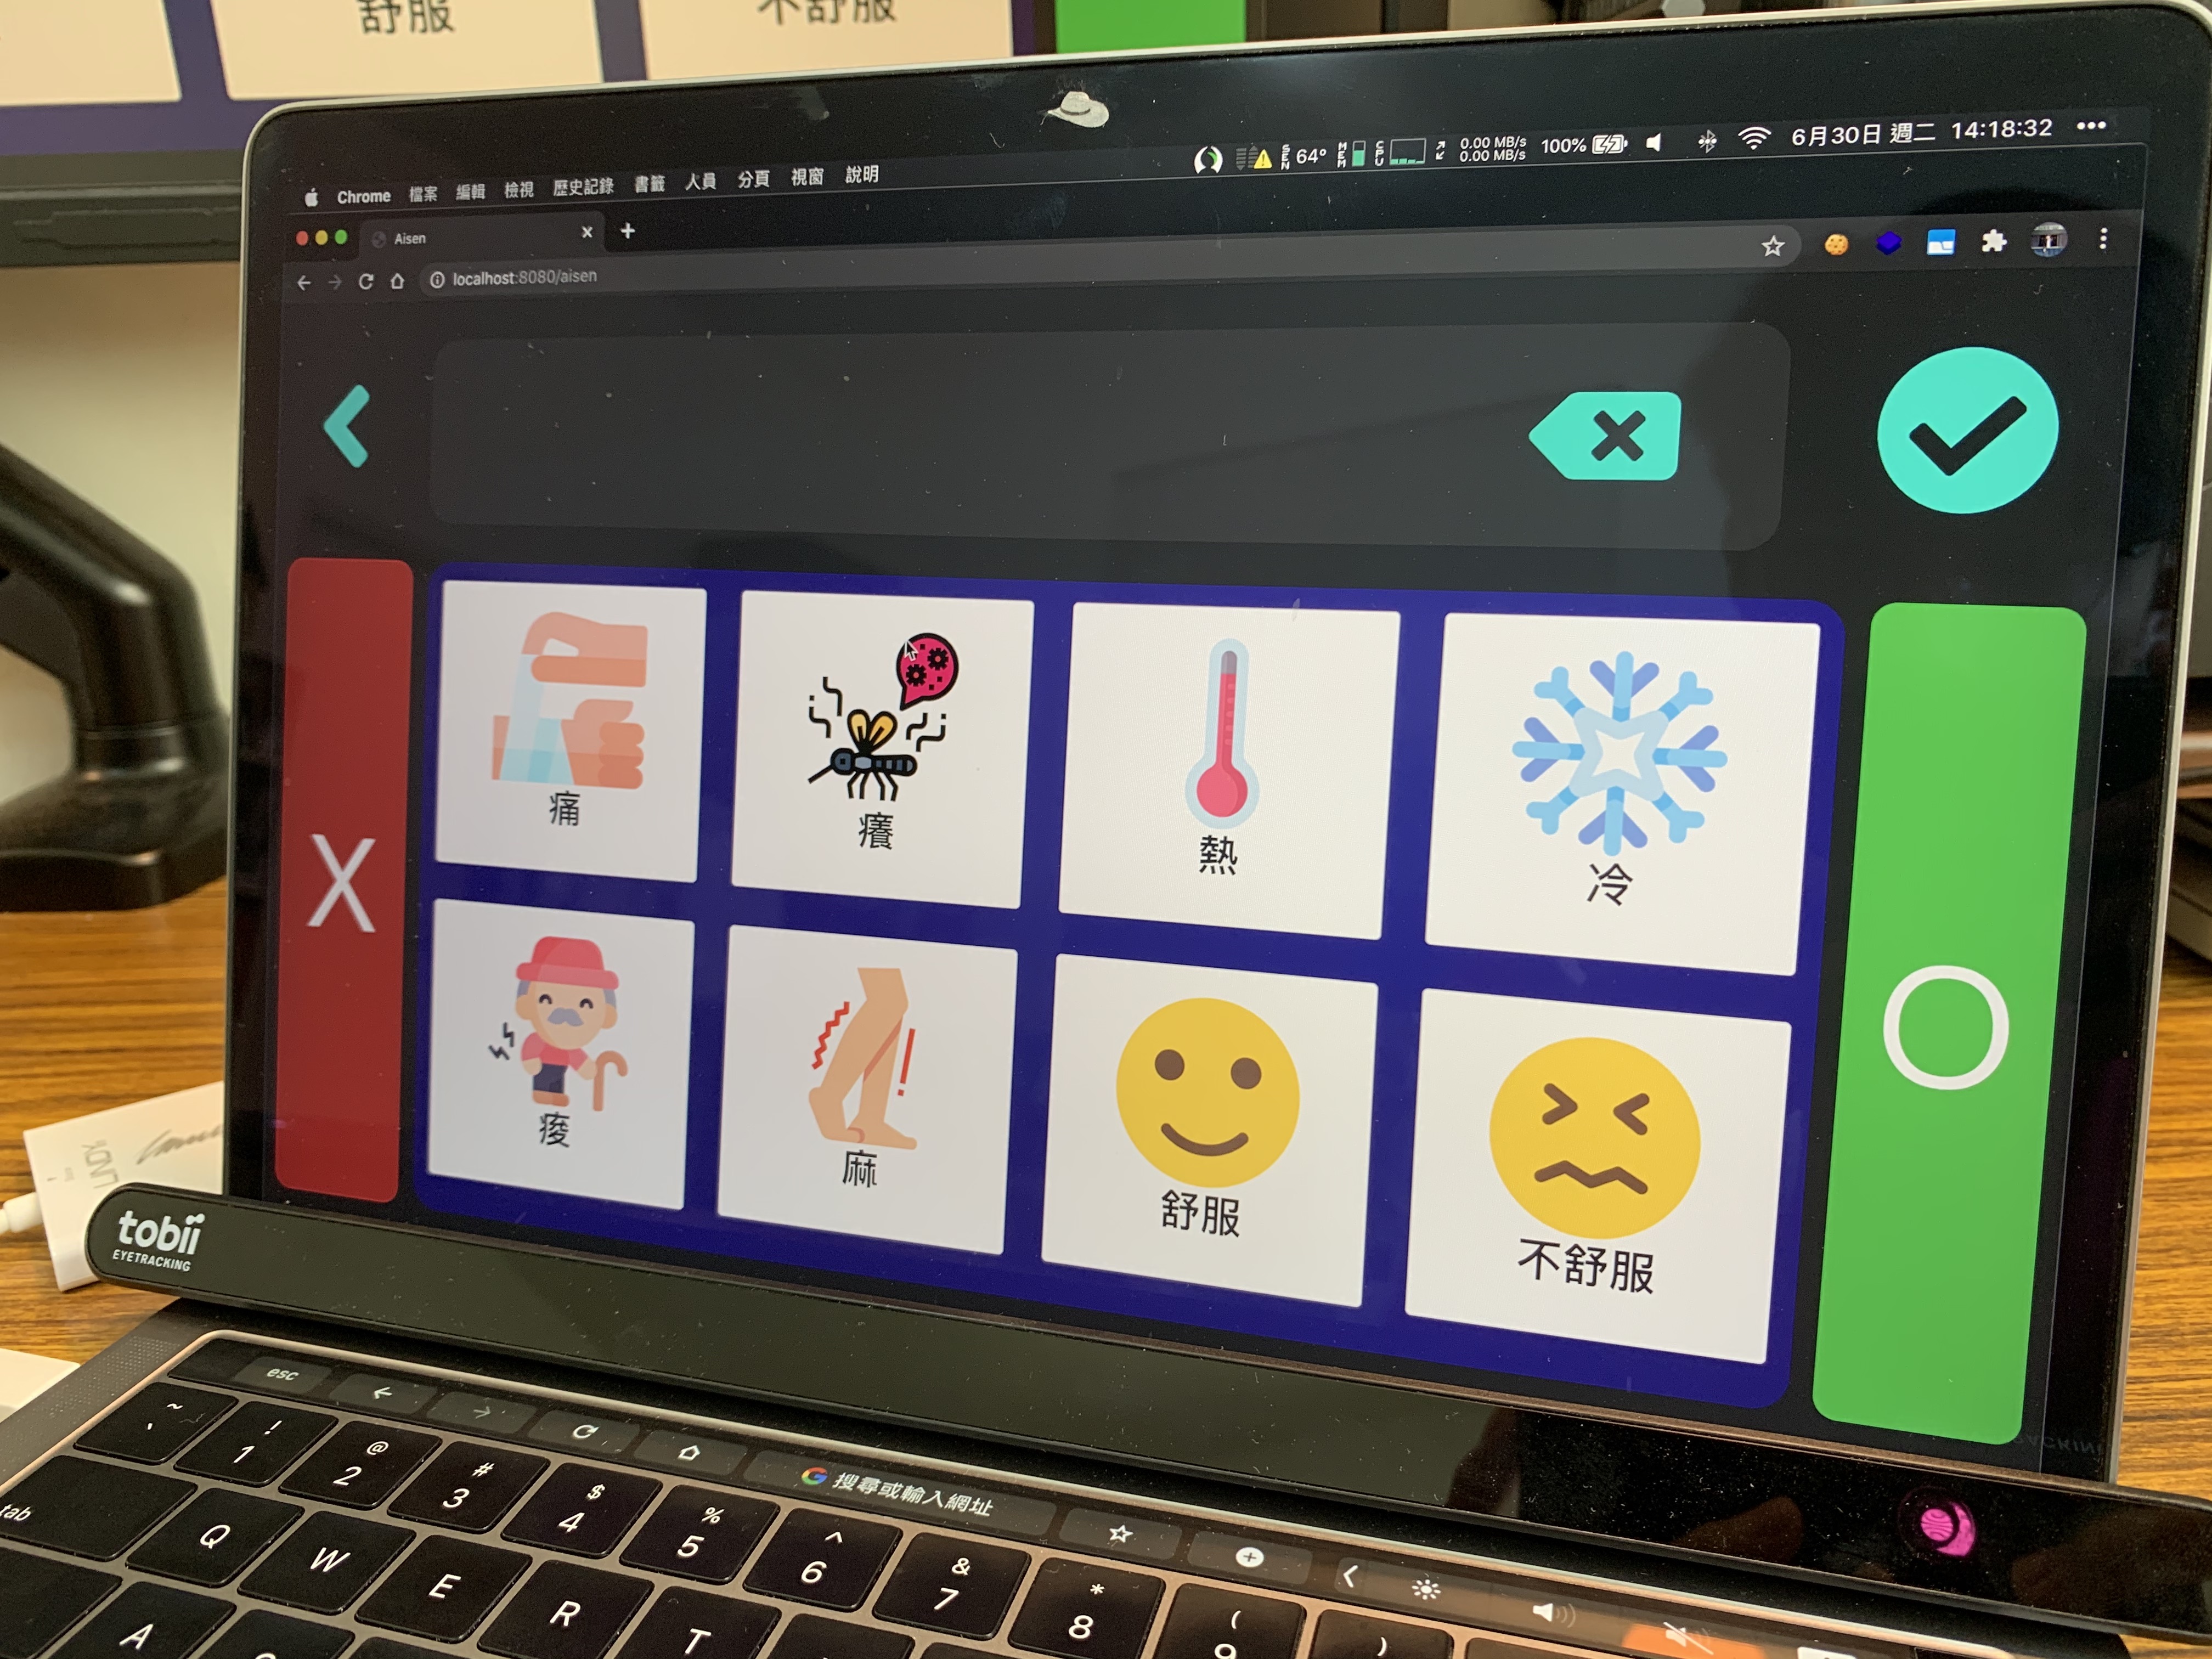 舒服
不舒服
Chrome 檔案 編輯 檢視 歷史記錄 書籤 人員 分頁 視窗 說明
SEN 64° MEM CPU 0.00 MB/s 0.00 MB/s 100% 6月30日 週二 14:18:32
Aisen
localhost:8080/aisen
X
痛
癢
熱
冷
O
痠
麻
舒服
不舒服
tobii
EYETRACKING
esc
搜尋或輸入網址
~ ! @ # $ % ^ & * ( )
1 2 3 4 5 6 7 8 9
tab Q W E R T
A